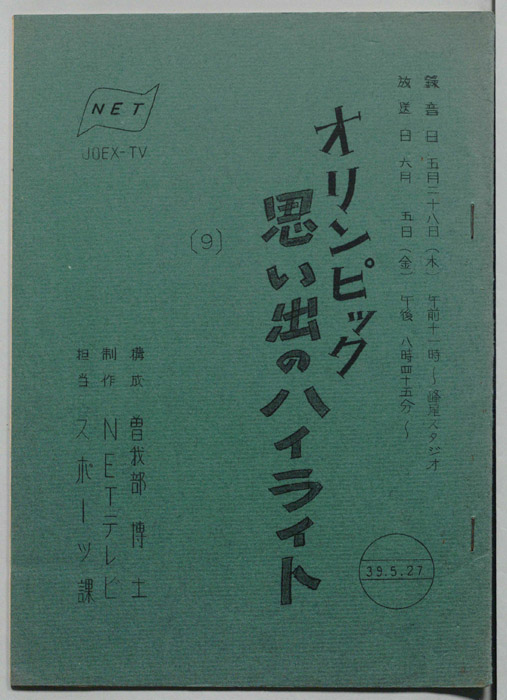 録音日 五月二十八日（木） 午前十一時～ スタジオ
放送日 六月 五日（金） 午後 八時四十五分～
オリンピック
思い出のハイライト
(9)
NET
JOEX-TV
構成 曽我部 博士
制作 NETテレビ
担当 スポーツ課
39.5.27